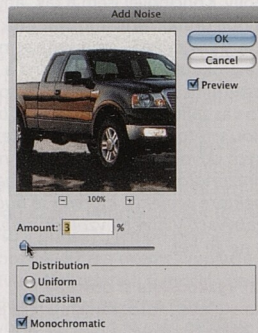 Add Noise
OK
Cancel
Preview
100%
Amount: 3 %
Distribution
Uniform
Gaussian
Monochromatic